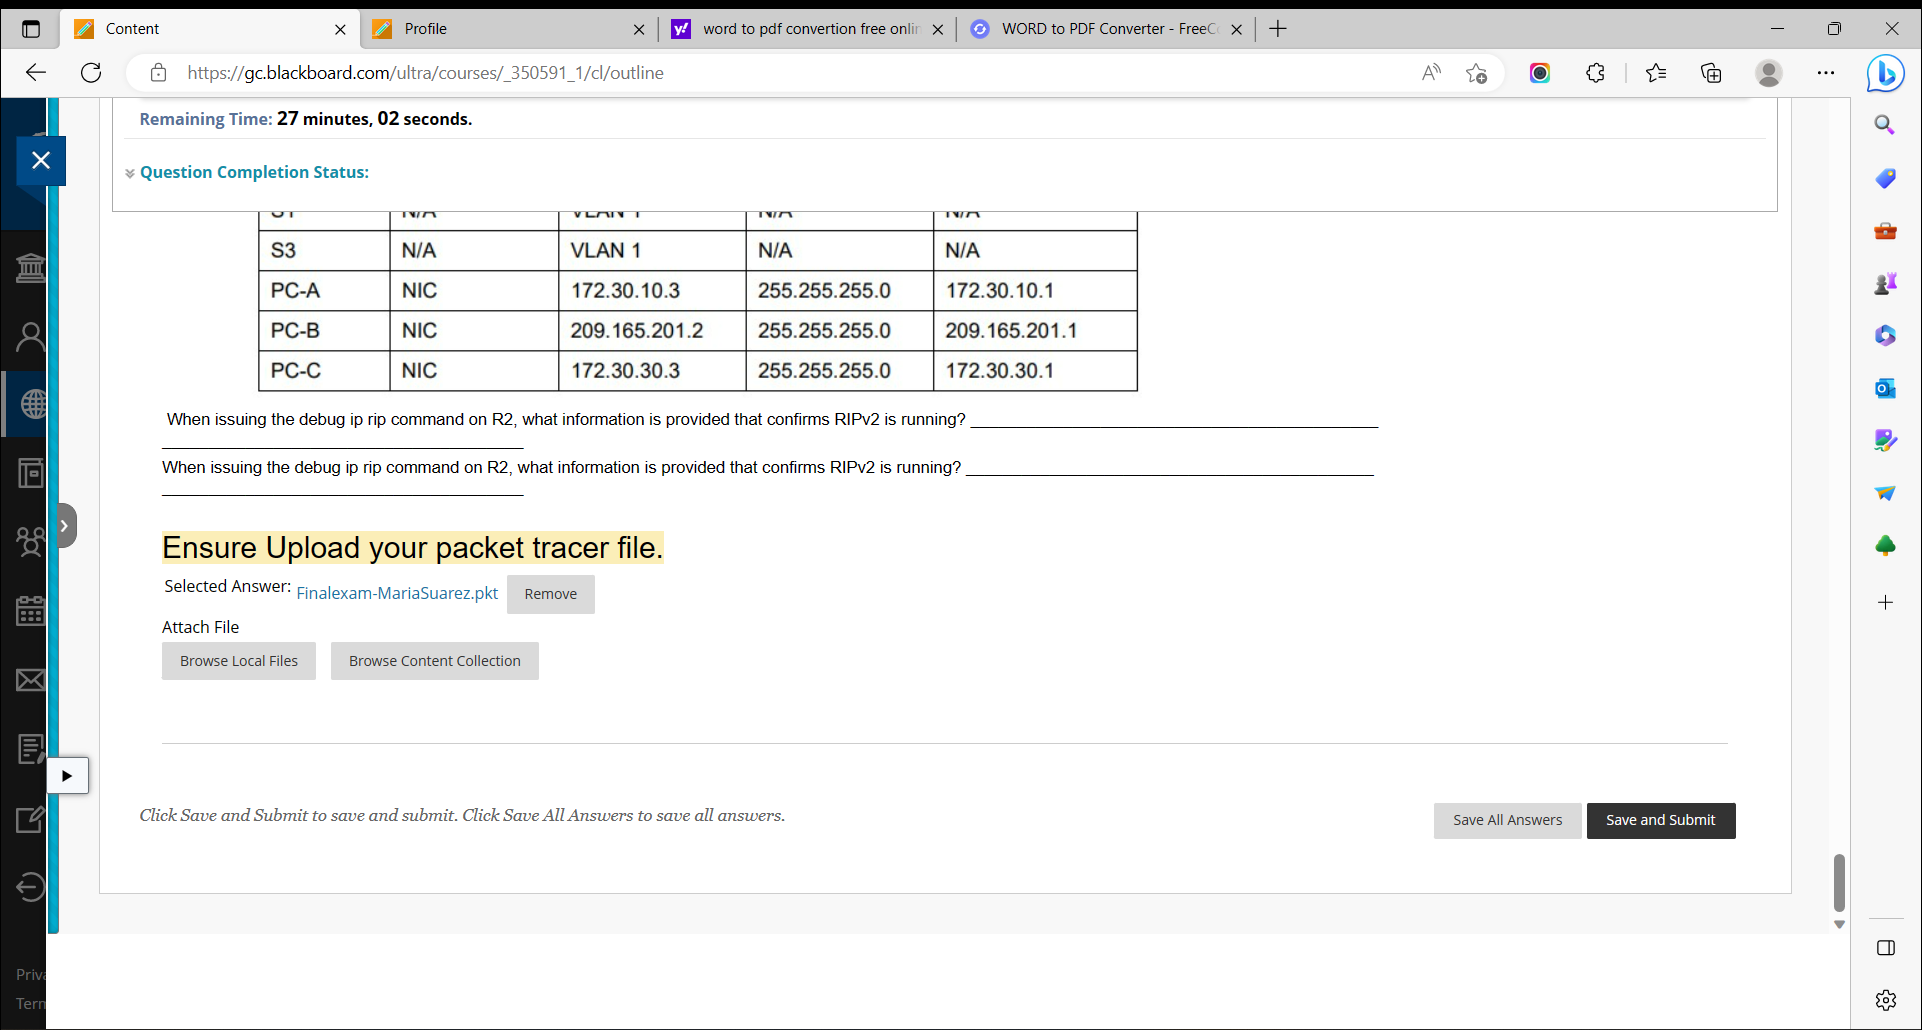 Content
Profile
word to pdf convertion free onlin
WORD to PDF Converter - FreeC
https://gc.blackboard.com/ultra/courses/_350591_1/cl/outline
Remaining Time: 27 minutes, 02 seconds.
Question Completion Status:
S1 N/A VLAN 1 N/A N/A
S3 N/A VLAN 1 N/A N/A
PC-A NIC 172.30.10.3 255.255.255.0 172.30.10.1
PC-B NIC 209.165.201.2 255.255.255.0 209.165.201.1
PC-C NIC 172.30.30.3 255.255.255.0 172.30.30.1
When issuing the debug ip rip command on R2, what information is provided that confirms RIPv2 is running?
When issuing the debug ip rip command on R2, what information is provided that confirms RIPv2 is running?
Ensure Upload your packet tracer file.
Selected Answer: Finalexam-MariaSuarez.pkt Remove
Attach File
Browse Local Files Browse Content Collection
Click Save and Submit to save and submit. Click Save All Answers to save all answers.
Save All Answers Save and Submit
Priva
Term